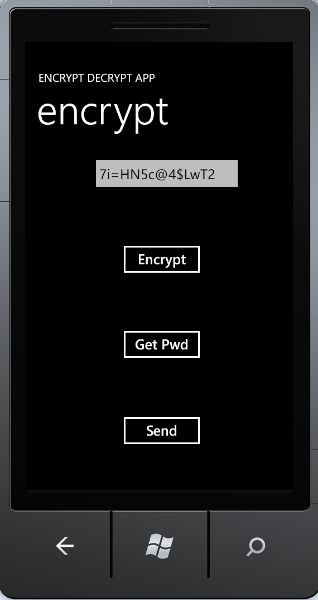 ENCRYPT DECRYPT APP
encrypt
7i=HN5c@4$LwT2
Encrypt
Get Pwd
Send